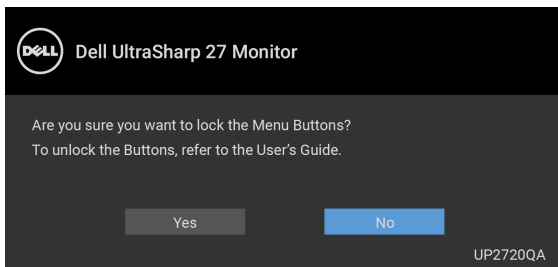 DELL
Dell UltraSharp 27 Monitor
Are you sure you want to lock the Menu Buttons?
To unlock the Buttons, refer to the User's Guide.
Yes
No
UP2720QA